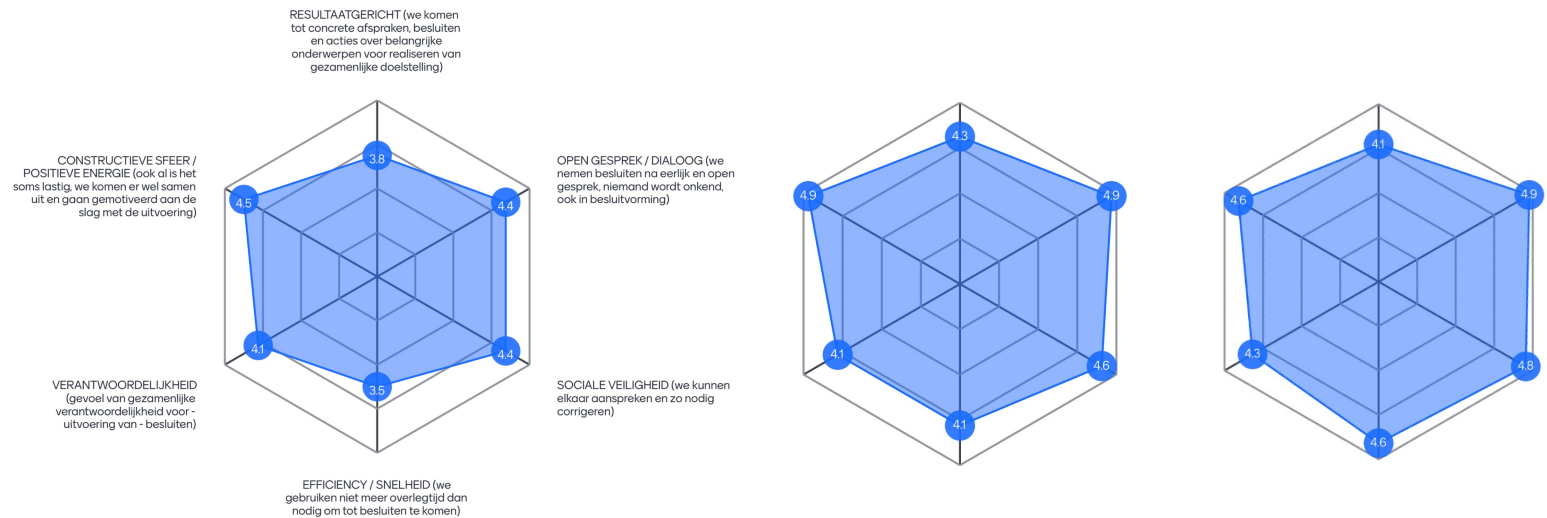 RESULTAATGERICHT (we komen
tot concrete afspraken, besluiten
en acties over belangrijke
onderwerpen voor realiseren van
gezamenlijke doelstelling)
CONSTRUCTIEVE SFEER /
POSITIEVE ENERGIE (ook al is het
soms lastig, we komen er wel samen
uit en gaan gemotiveerd aan de
slag met de uitvoering)
OPEN GESPREK / DIALOOG (we
nemen besluiten na eerlijk en open
gesprek, niemand wordt onkend,
ook in besluitvorming)
VERANTWOORDELIJKHEID
(gevoel van gezamenlijke
verantwoordelijkheid voor -
uitvoering van - besluiten)
SOCIALE VEILIGHEID (we kunnen
elkaar aanspreken en zo nodig
corrigeren)
EFFICIENCY / SNELHEID (we
gebruiken niet meer overlegtijd dan
nodig om tot besluiten te komen)
3.8
4.5
4.4
4.1
4.4
3.5
4.3
4.9
4.9
4.1
4.6
4.1
4.1
4.6
4.9
4.3
4.8
4.6